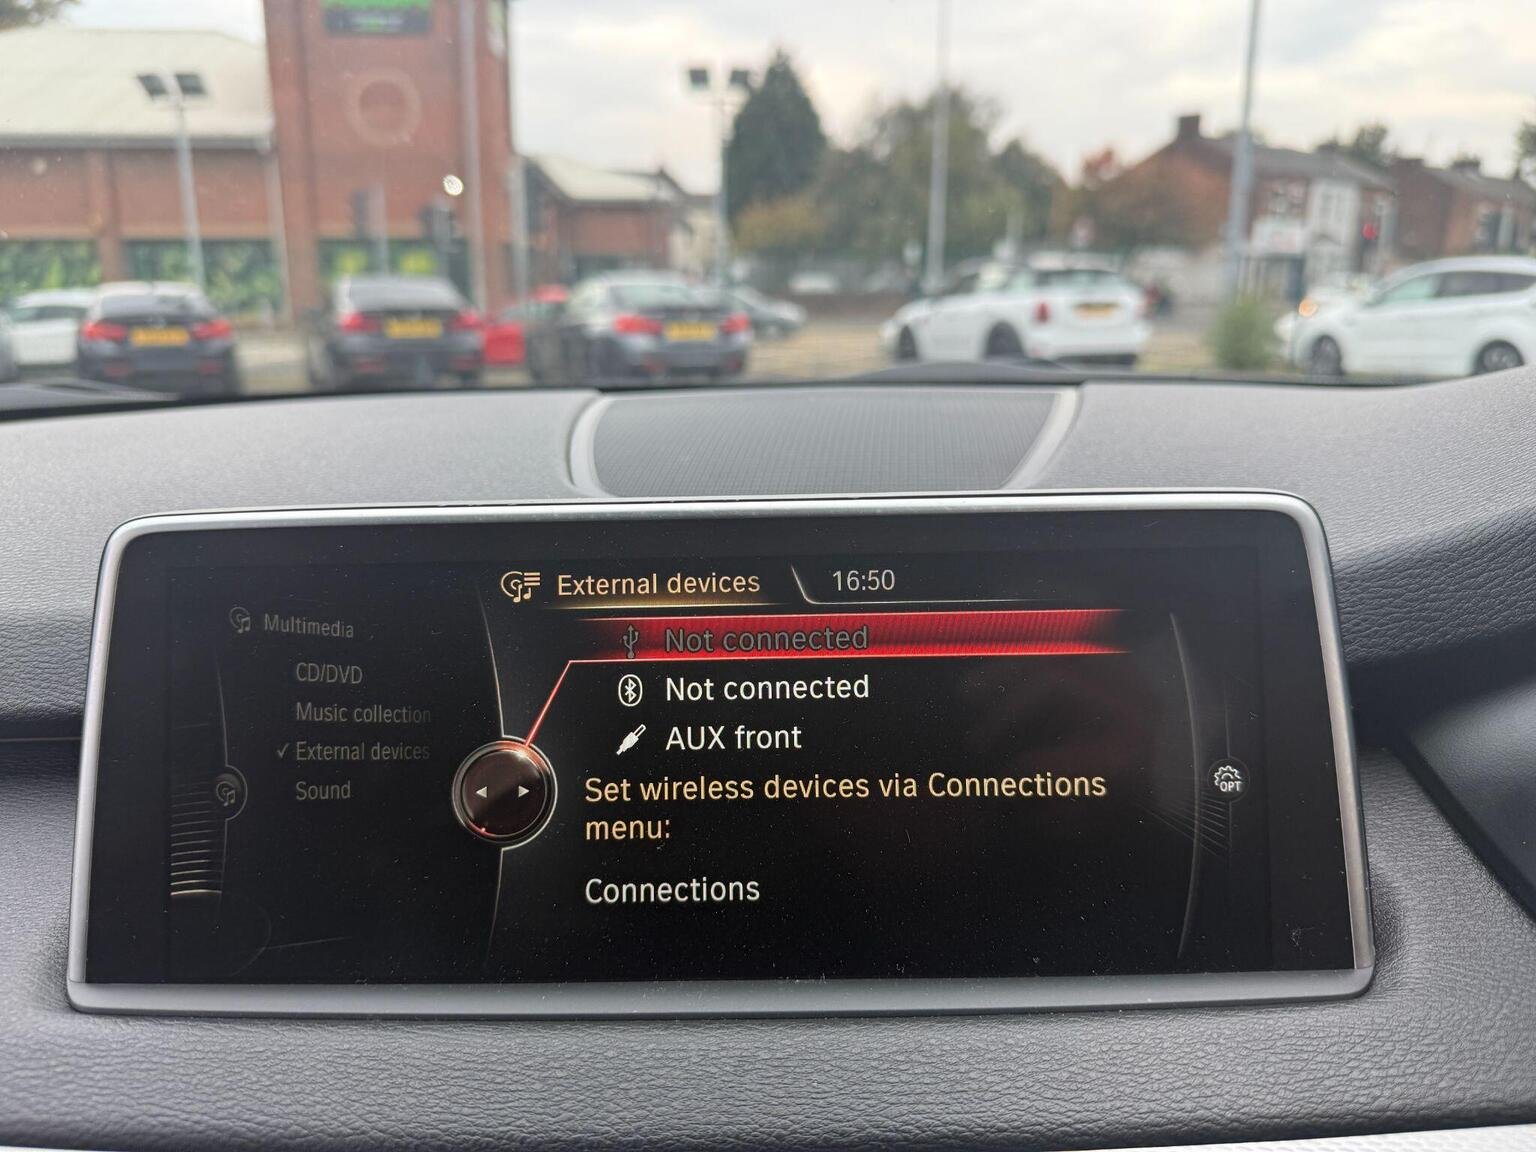 External devices
16:50
Multimedia
CD/DVD
Music collection
External devices
Sound
Not connected
Not connected
AUX front
Set wireless devices via Connections
menu:
Connections
OPT